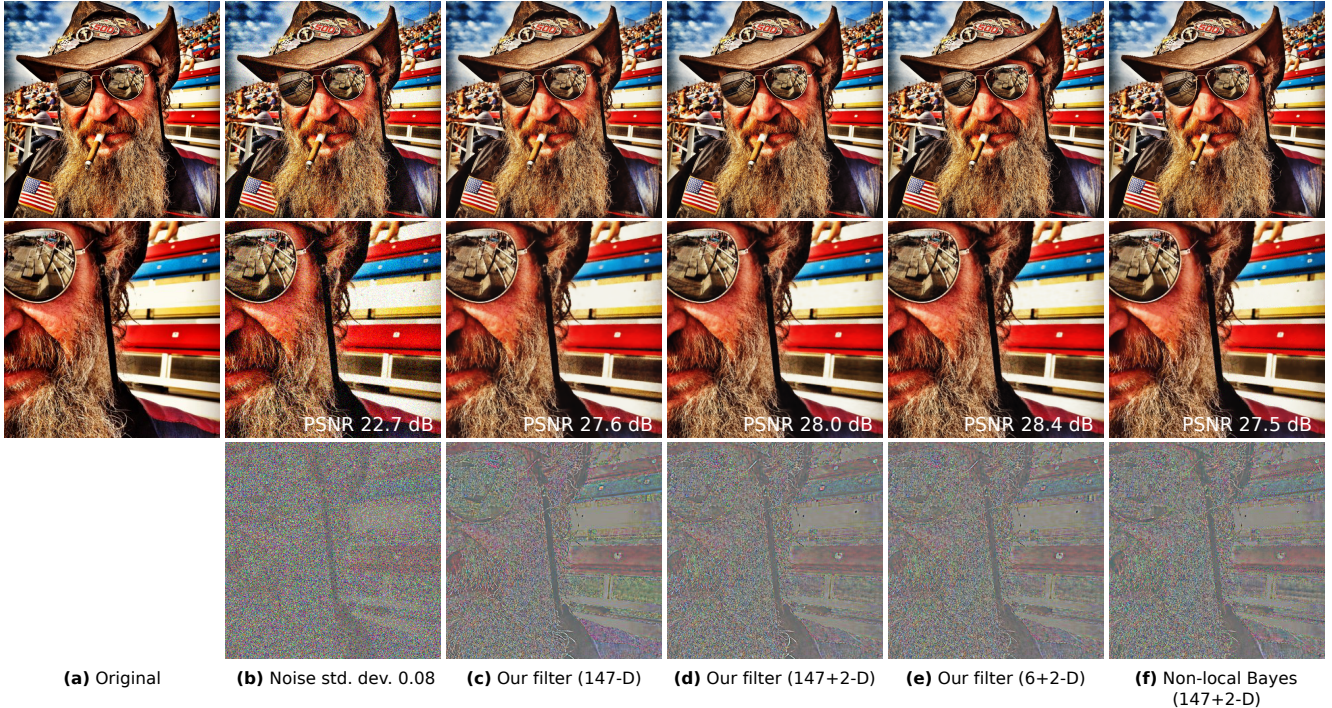 PSNR 22.7 dB
PSNR 27.6 dB
PSNR 28.0 dB
PSNR 28.4 dB
PSNR 27.5 dB
(a) Original
(b) Noise std. dev. 0.08
(c) Our filter (147-D)
(d) Our filter (147+2-D)
(e) Our filter (6+2-D)
(f) Non-local Bayes
(147+2-D)